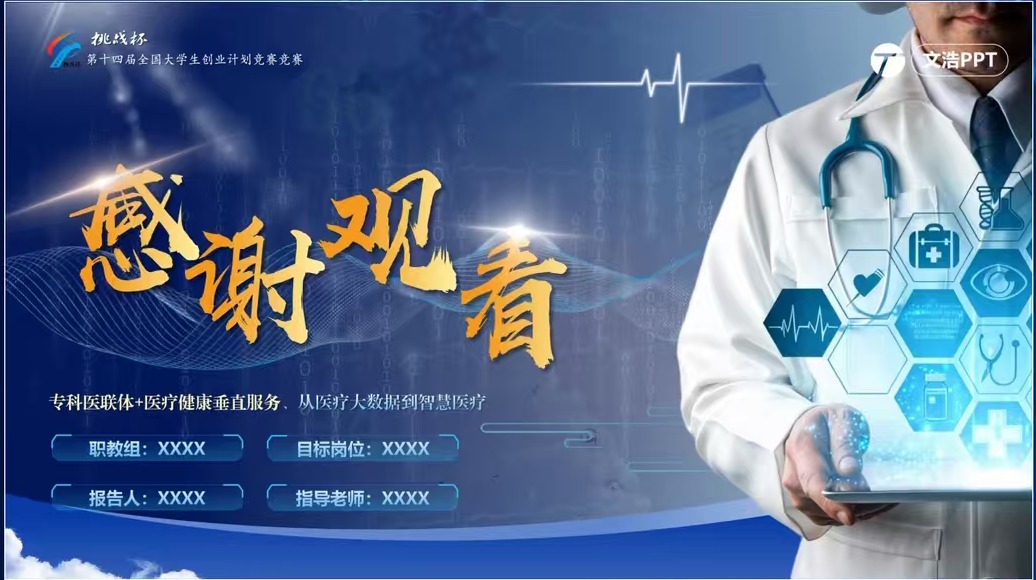 挑战杯
第十四届全国大学生创业计划竞赛竞赛
文浩PPT
感谢观看
专科医联体+医疗健康垂直服务、从医疗大数据到智慧医疗
职教组：XXXX
目标岗位：XXXX
报告人：XXXX
指导老师：XXXX